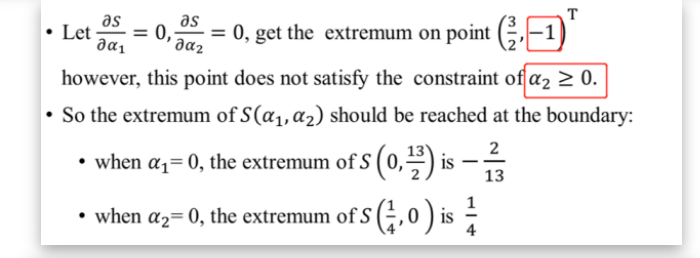 • Let ∂S/∂α₁ = 0, ∂S/∂α₂ = 0, get the extremum on point (3/2, −1)ᵀ
however, this point does not satisfy the constraint of α₂ ≥ 0.
• So the extremum of S(α₁, α₂) should be reached at the boundary:
• when α₁= 0, the extremum of S (0, 13/2) is − 2/13
• when α₂= 0, the extremum of S (1/4, 0 ) is 1/4